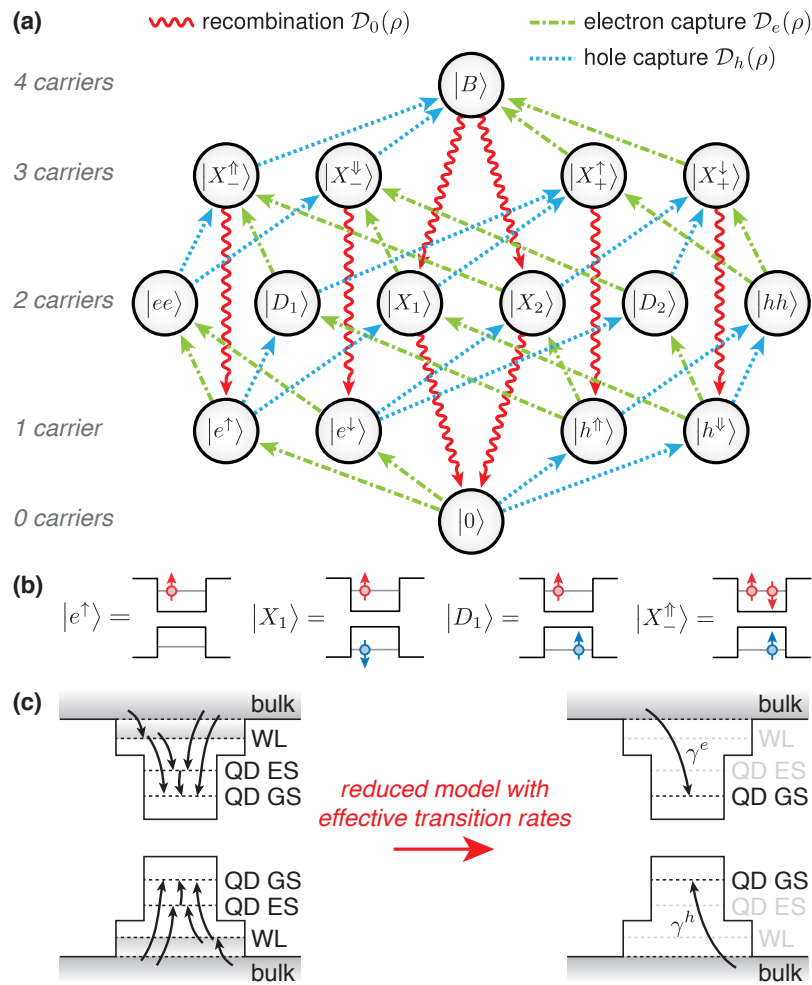 (a) recombination 𝒟₀(ρ) electron capture 𝒟ₑ(ρ)
hole capture 𝒟ₕ(ρ)
4 carriers |B⟩
3 carriers |X₋^⇑⟩ |X₋^⇓⟩ |X₊^↑⟩ |X₊^↓⟩
2 carriers |ee⟩ |D₁⟩ |X₁⟩ |X₂⟩ |D₂⟩ |hh⟩
1 carrier |e^↑⟩ |e^↓⟩ |h^⇑⟩ |h^⇓⟩
0 carriers |0⟩
(b)
|e^↑⟩ = |X₁⟩ = |D₁⟩ = |X₋^⇑⟩ =
(c)
bulk
WL
QD ES
QD GS
QD GS
QD ES
WL
bulk
reduced model with
effective transition rates
bulk
γ^e WL
QD ES
QD GS
QD GS
QD ES
γ^h WL
bulk